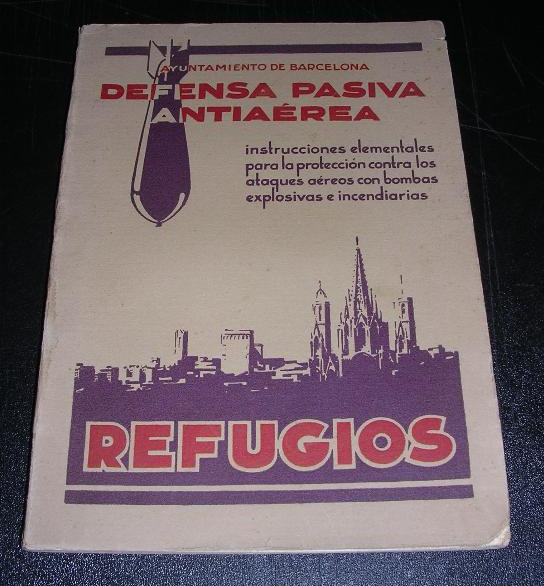 AYUNTAMIENTO DE BARCELONA
DEFENSA PASIVA
ANTIAÉREA
instrucciones elementales
para la protección contra los
ataques aéreos con bombas
explosivas e incendiarias
REFUGIOS